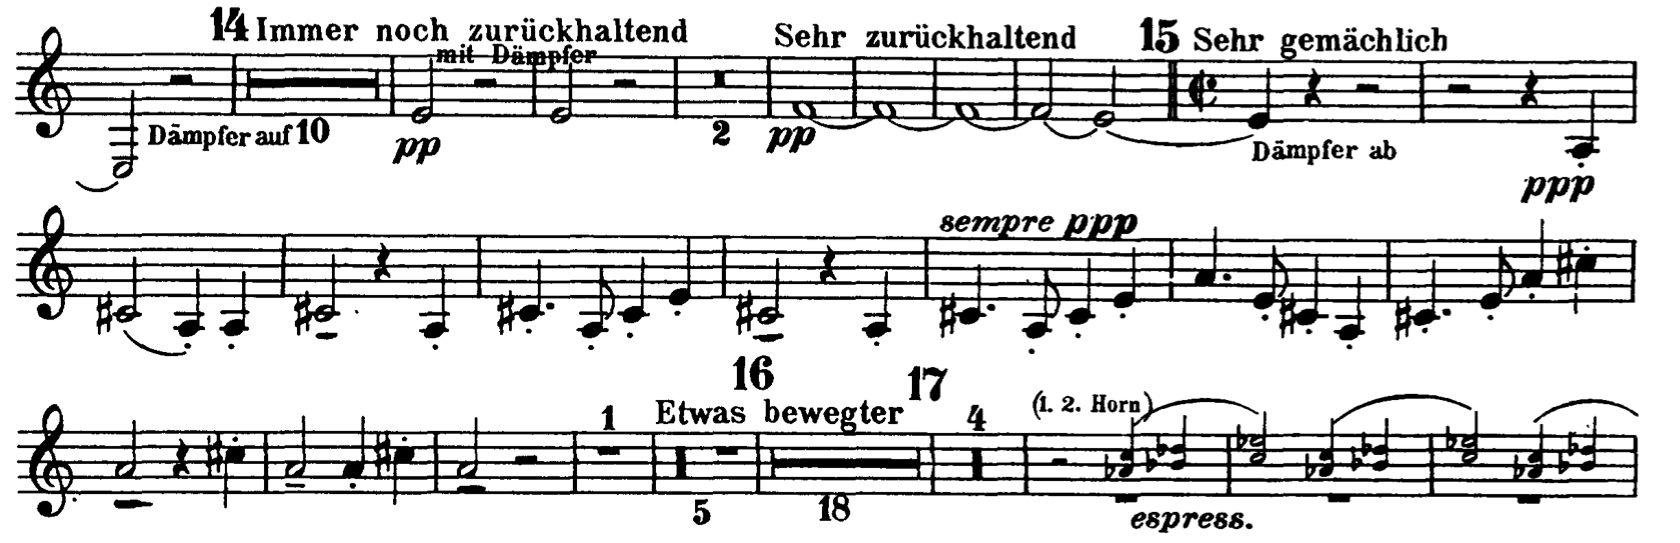 14 Immer noch zurückhaltend Sehr zurückhaltend 15 Sehr gemächlich
mit Dämpfer
Dämpfer auf 10 pp 2 pp Dämpfer ab
ppp
sempre ppp
16 17
1 Etwas bewegter 4 (1. 2. Horn)
5 18 espress.